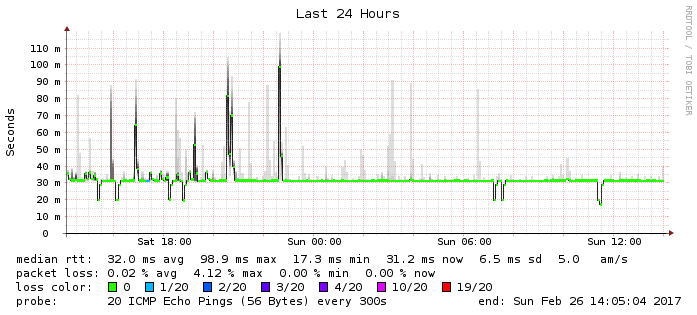 Last 24 Hours
RRDTOOL / TOBI OETIKER
Seconds
110 m
100 m
90 m
80 m
70 m
60 m
50 m
40 m
30 m
20 m
10 m
0
Sat 18:00 Sun 00:00 Sun 06:00 Sun 12:00
median rtt: 32.0 ms avg 98.9 ms max 17.3 ms min 31.2 ms now 6.5 ms sd 5.0 am/s
packet loss: 0.02 % avg 4.12 % max 0.00 % min 0.00 % now
loss color: 0 1/20 2/20 3/20 4/20 10/20 19/20
probe: 20 ICMP Echo Pings (56 Bytes) every 300s end: Sun Feb 26 14:05:04 2017